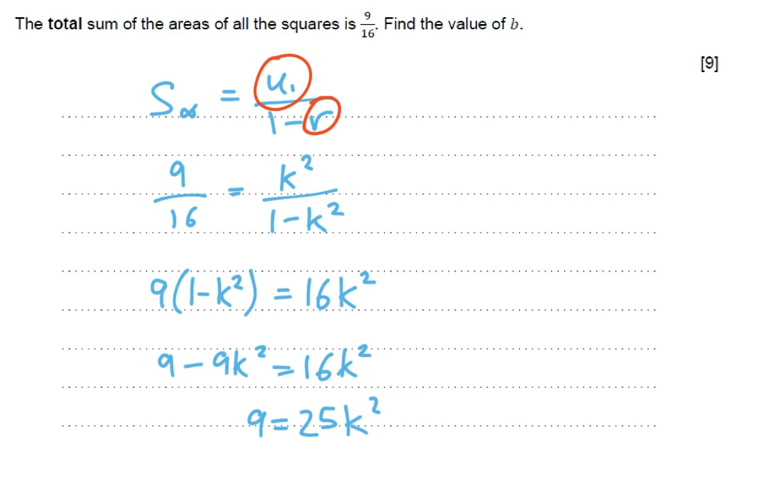 The total sum of the areas of all the squares is 9/16. Find the value of b.
[9]
S∞ = u₁/(1-r)
9/16 = k²/(1-k²)
9(1-k²) = 16k²
9 - 9k² = 16k²
9 = 25k²